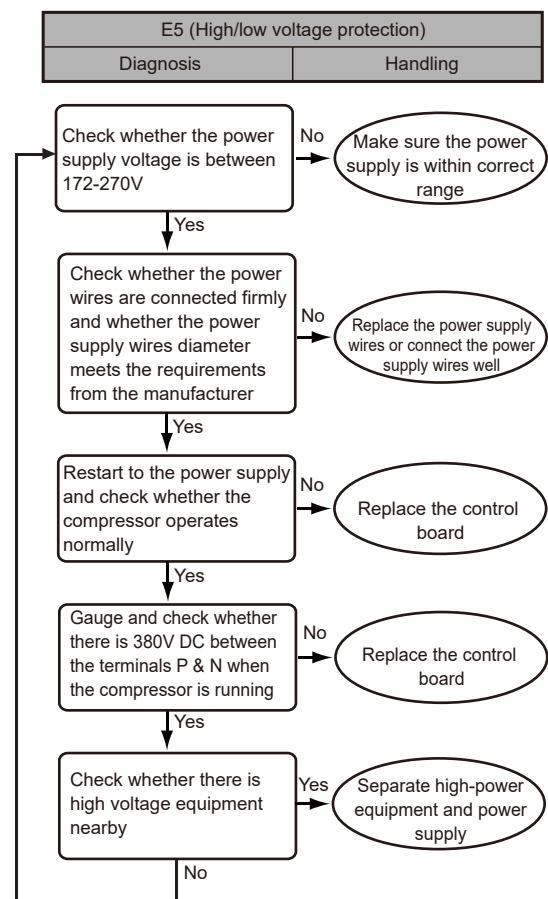 E5 (High/low voltage protection)
Diagnosis
Handling
Check whether the power
supply voltage is between
172-270V
No
Make sure the power
supply is within correct
range
Yes
Check whether the power
wires are connected firmly
and whether the power
supply wires diameter
meets the requirements
from the manufacturer
No
Replace the power supply
wires or connect the power
supply wires well
Yes
Restart to the power supply
and check whether the
compressor operates
normally
No
Replace the control
board
Yes
Gauge and check whether
there is 380V DC between
the terminals P & N when
the compressor is running
No
Replace the control
board
Yes
Check whether there is
high voltage equipment
nearby
Yes
Separate high-power
equipment and power
supply
No